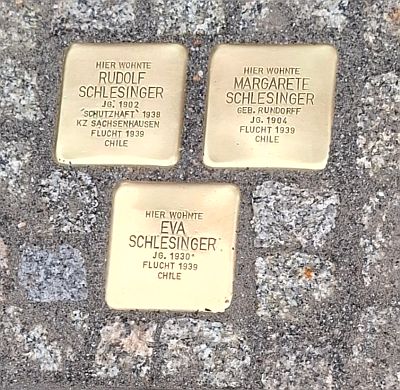 HIER WOHNTE
RUDOLF
SCHLESINGER
JG. 1902
'SCHUTZHAFT' 1938
KZ SACHSENHAUSEN
FLUCHT 1939
CHILE
HIER WOHNTE
MARGARETE
SCHLESINGER
GEB. RUNDORFF
JG. 1904
FLUCHT 1939
CHILE
HIER WOHNTE
EVA
SCHLESINGER
JG. 1930
FLUCHT 1939
CHILE